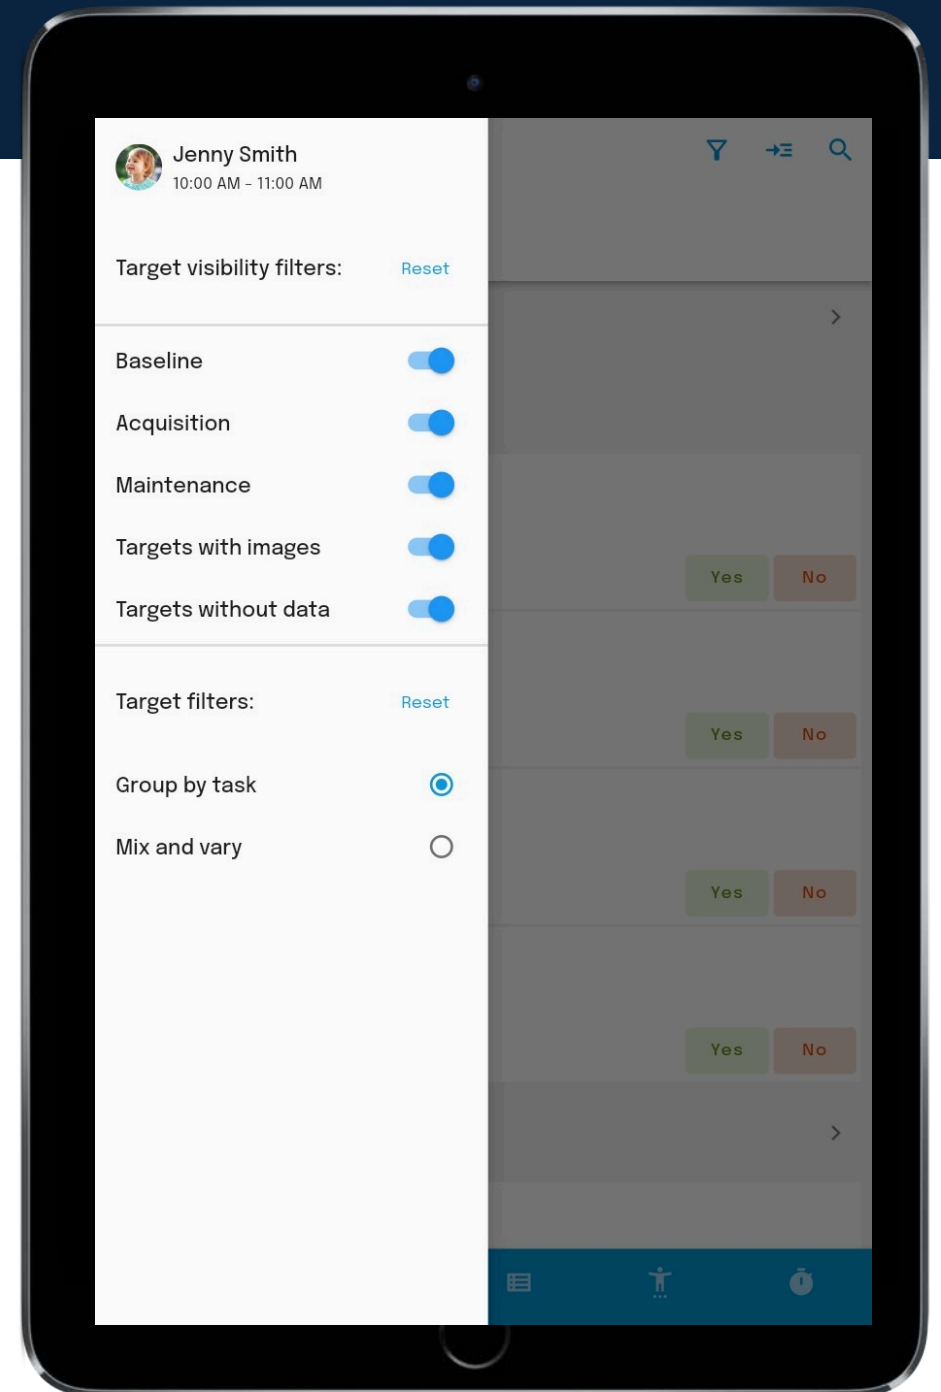 Jenny Smith
10:00 AM - 11:00 AM
Target visibility filters: Reset
Baseline
Acquisition
Maintenance
Targets with images
Targets without data
Target filters: Reset
Group by task
Mix and vary
Yes No
Yes No
Yes No
Yes No